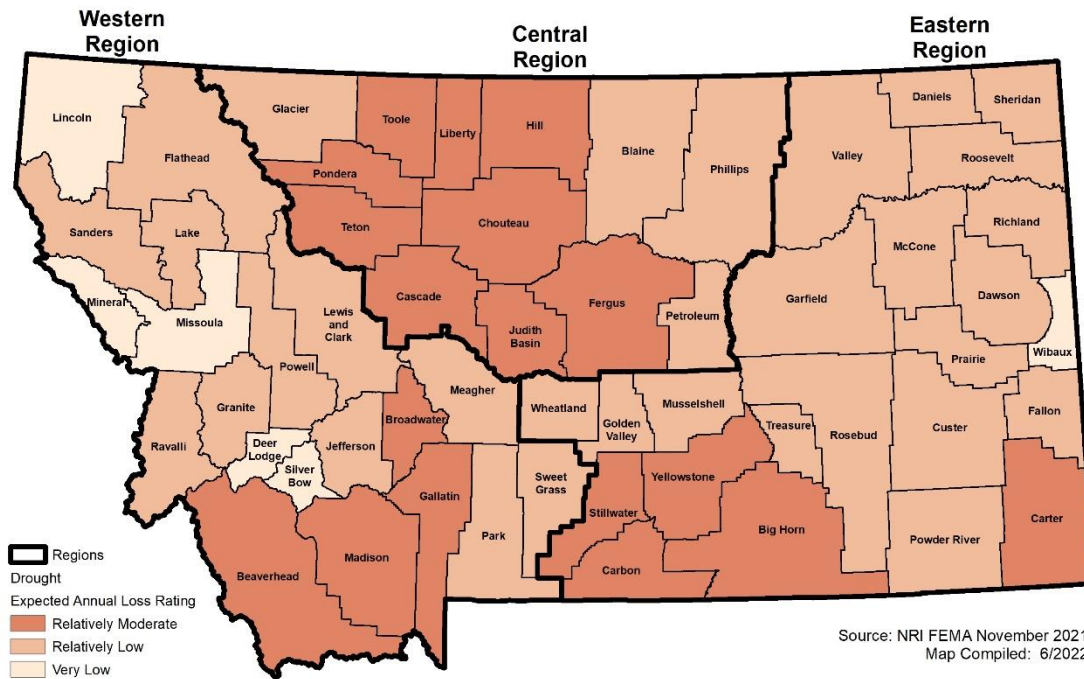 Western
Region
Central
Region
Eastern
Region
Lincoln
Flathead
Glacier
Toole
Liberty
Hill
Blaine
Phillips
Valley
Daniels
Sheridan
Roosevelt
Pondera
Teton
Chouteau
Sanders
Lake
Richland
McCone
Mineral
Missoula
Lewis
and
Clark
Cascade
Judith
Basin
Fergus
Petroleum
Garfield
Dawson
Wibaux
Prairie
Powell
Meagher
Granite
Ravalli
Deer
Lodge
Silver
Bow
Jefferson
Broadwater
Wheatland
Golden
Valley
Musselshell
Treasure
Rosebud
Custer
Fallon
Gallatin
Sweet
Grass
Park
Stillwater
Yellowstone
Big Horn
Carter
Powder River
Beaverhead
Madison
Carbon
Regions
Drought
Expected Annual Loss Rating
Relatively Moderate
Relatively Low
Very Low
Source: NRI FEMA November 2021
Map Compiled: 6/2022